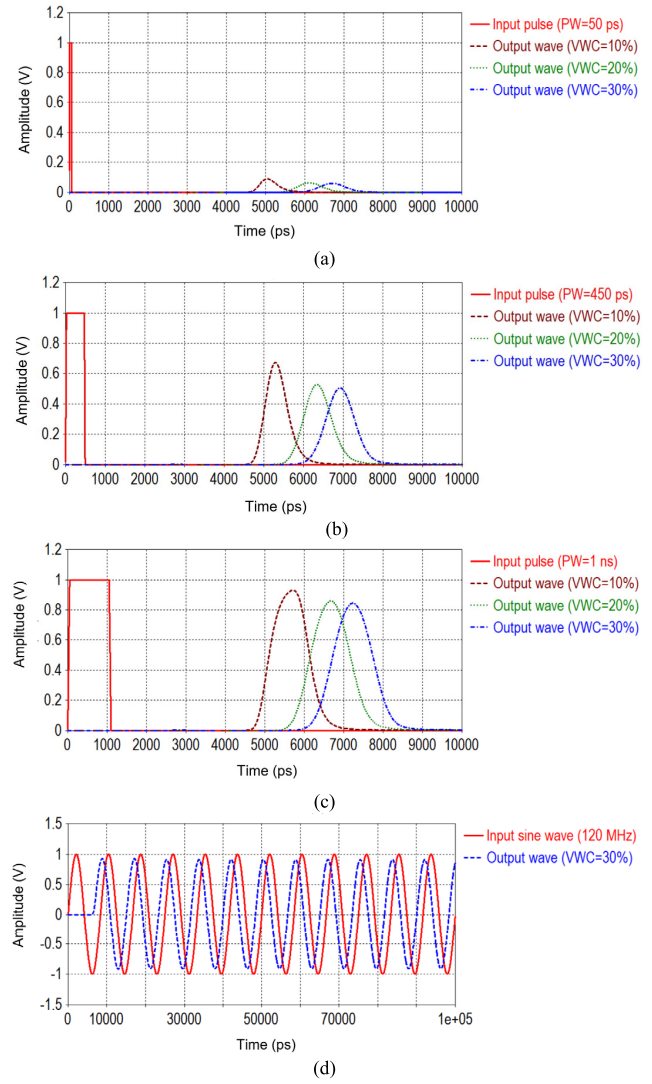 1.2
1
0.8
0.6
0.4
0.2
0
Amplitude (V)
0 1000 2000 3000 4000 5000 6000 7000 8000 9000 10000
Time (ps)
Input pulse (PW=50 ps)
Output wave (VWC=10%)
Output wave (VWC=20%)
Output wave (VWC=30%)
(a)
1.2
1
0.8
0.6
0.4
0.2
0
Amplitude (V)
0 1000 2000 3000 4000 5000 6000 7000 8000 9000 10000
Time (ps)
Input pulse (PW=450 ps)
Output wave (VWC=10%)
Output wave (VWC=20%)
Output wave (VWC=30%)
(b)
1.2
1
0.8
0.6
0.4
0.2
0
Amplitude (V)
0 1000 2000 3000 4000 5000 6000 7000 8000 9000 10000
Time (ps)
Input pulse (PW=1 ns)
Output wave (VWC=10%)
Output wave (VWC=20%)
Output wave (VWC=30%)
(c)
1.5
1
0.5
0
-0.5
-1
-1.5
Amplitude (V)
0 10000 30000 50000 70000 1e+05
Time (ps)
Input sine wave (120 MHz)
Output wave (VWC=30%)
(d)